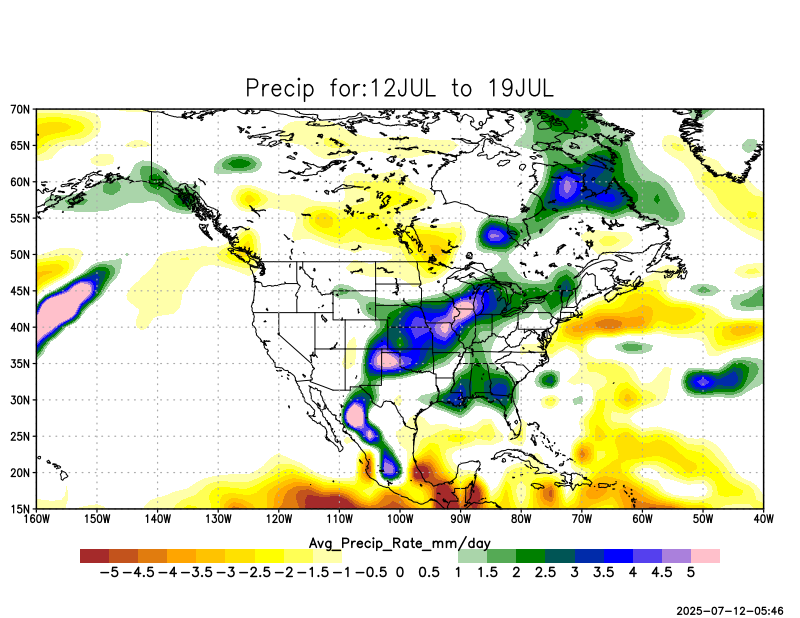 Precip for:12JUL to 19JUL
70N
65N
60N
55N
50N
45N
40N
35N
30N
25N
20N
15N
160W 150W 140W 130W 120W 110W 100W 90W 80W 70W 60W 50W 40W
Avg_Precip_Rate_mm/day
-5 -4.5 -4 -3.5 -3 -2.5 -2 -1.5 -1 -0.5 0 0.5 1 1.5 2 2.5 3 3.5 4 4.5 5
2025-07-12-05:46